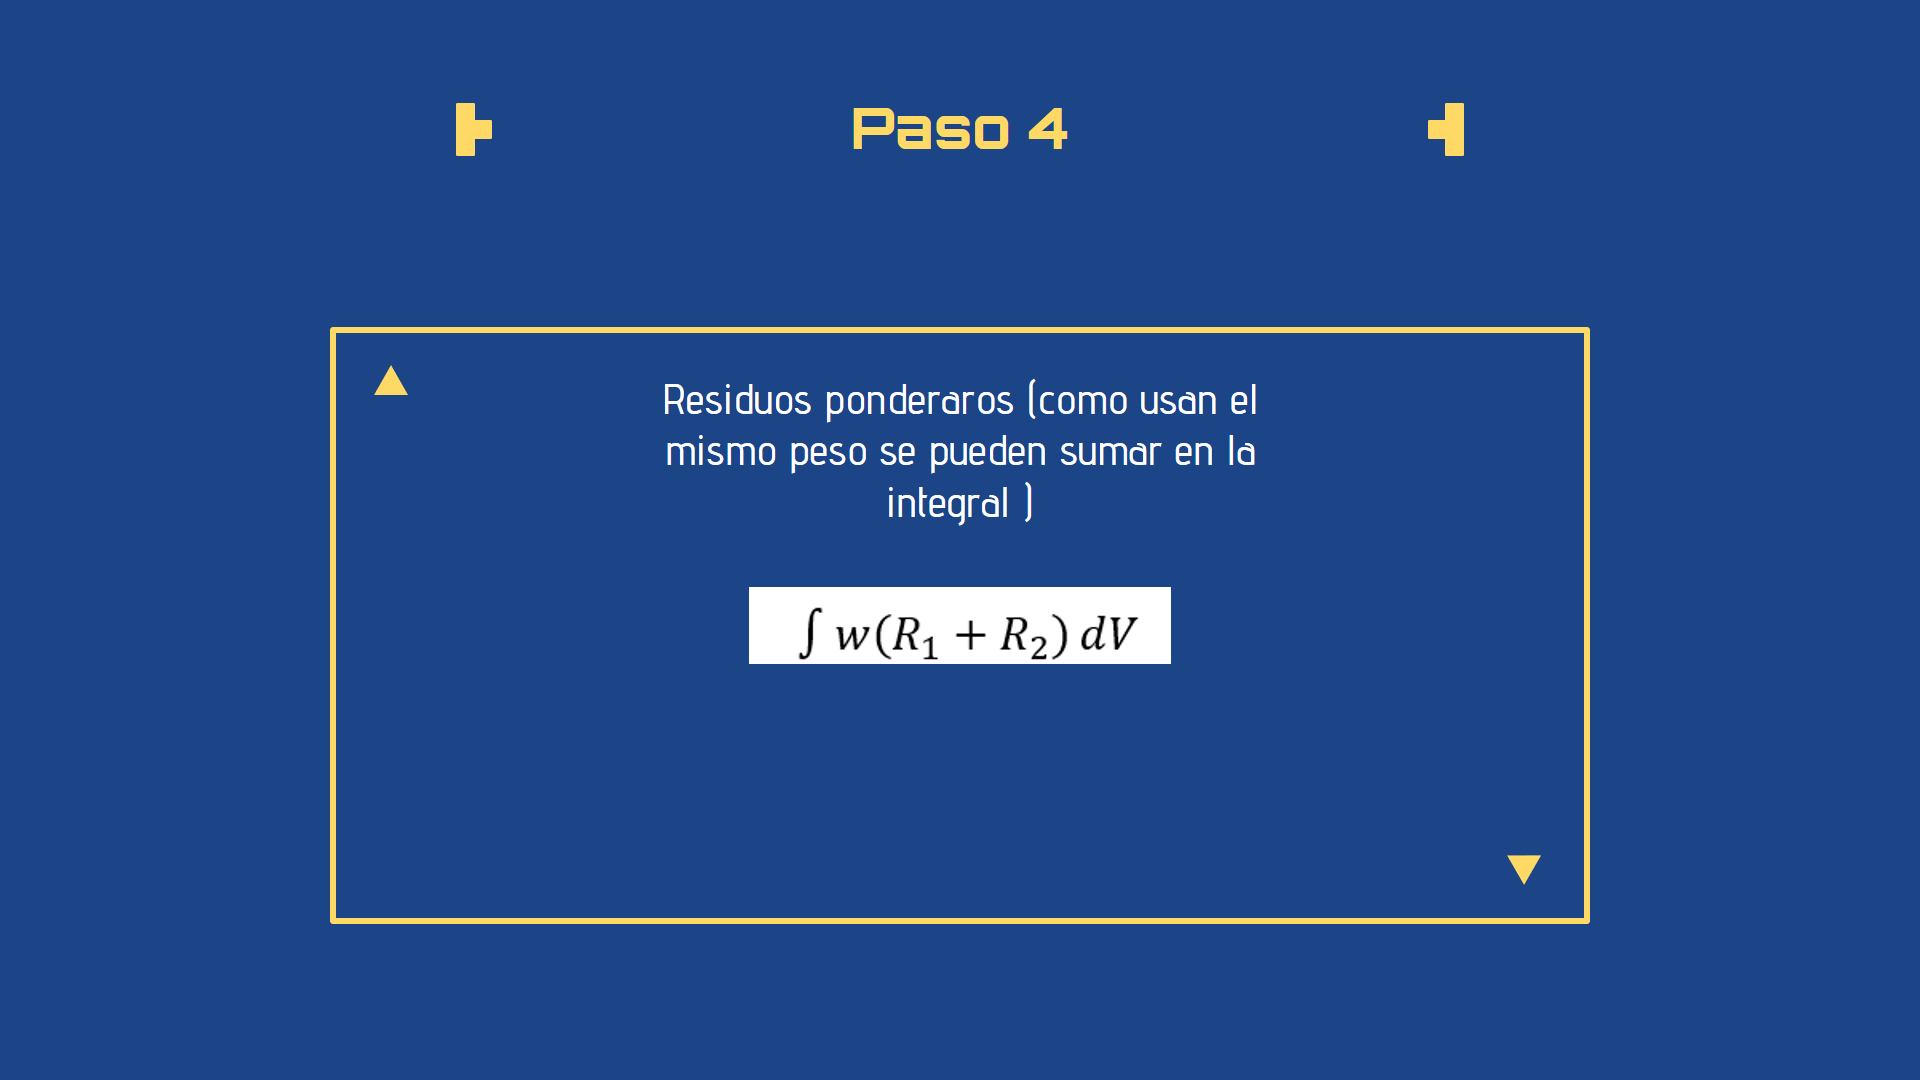 Paso 4
Residuos ponderaros (como usan el
mismo peso se pueden sumar en la
integral )
∫ w(R₁ + R₂) dV